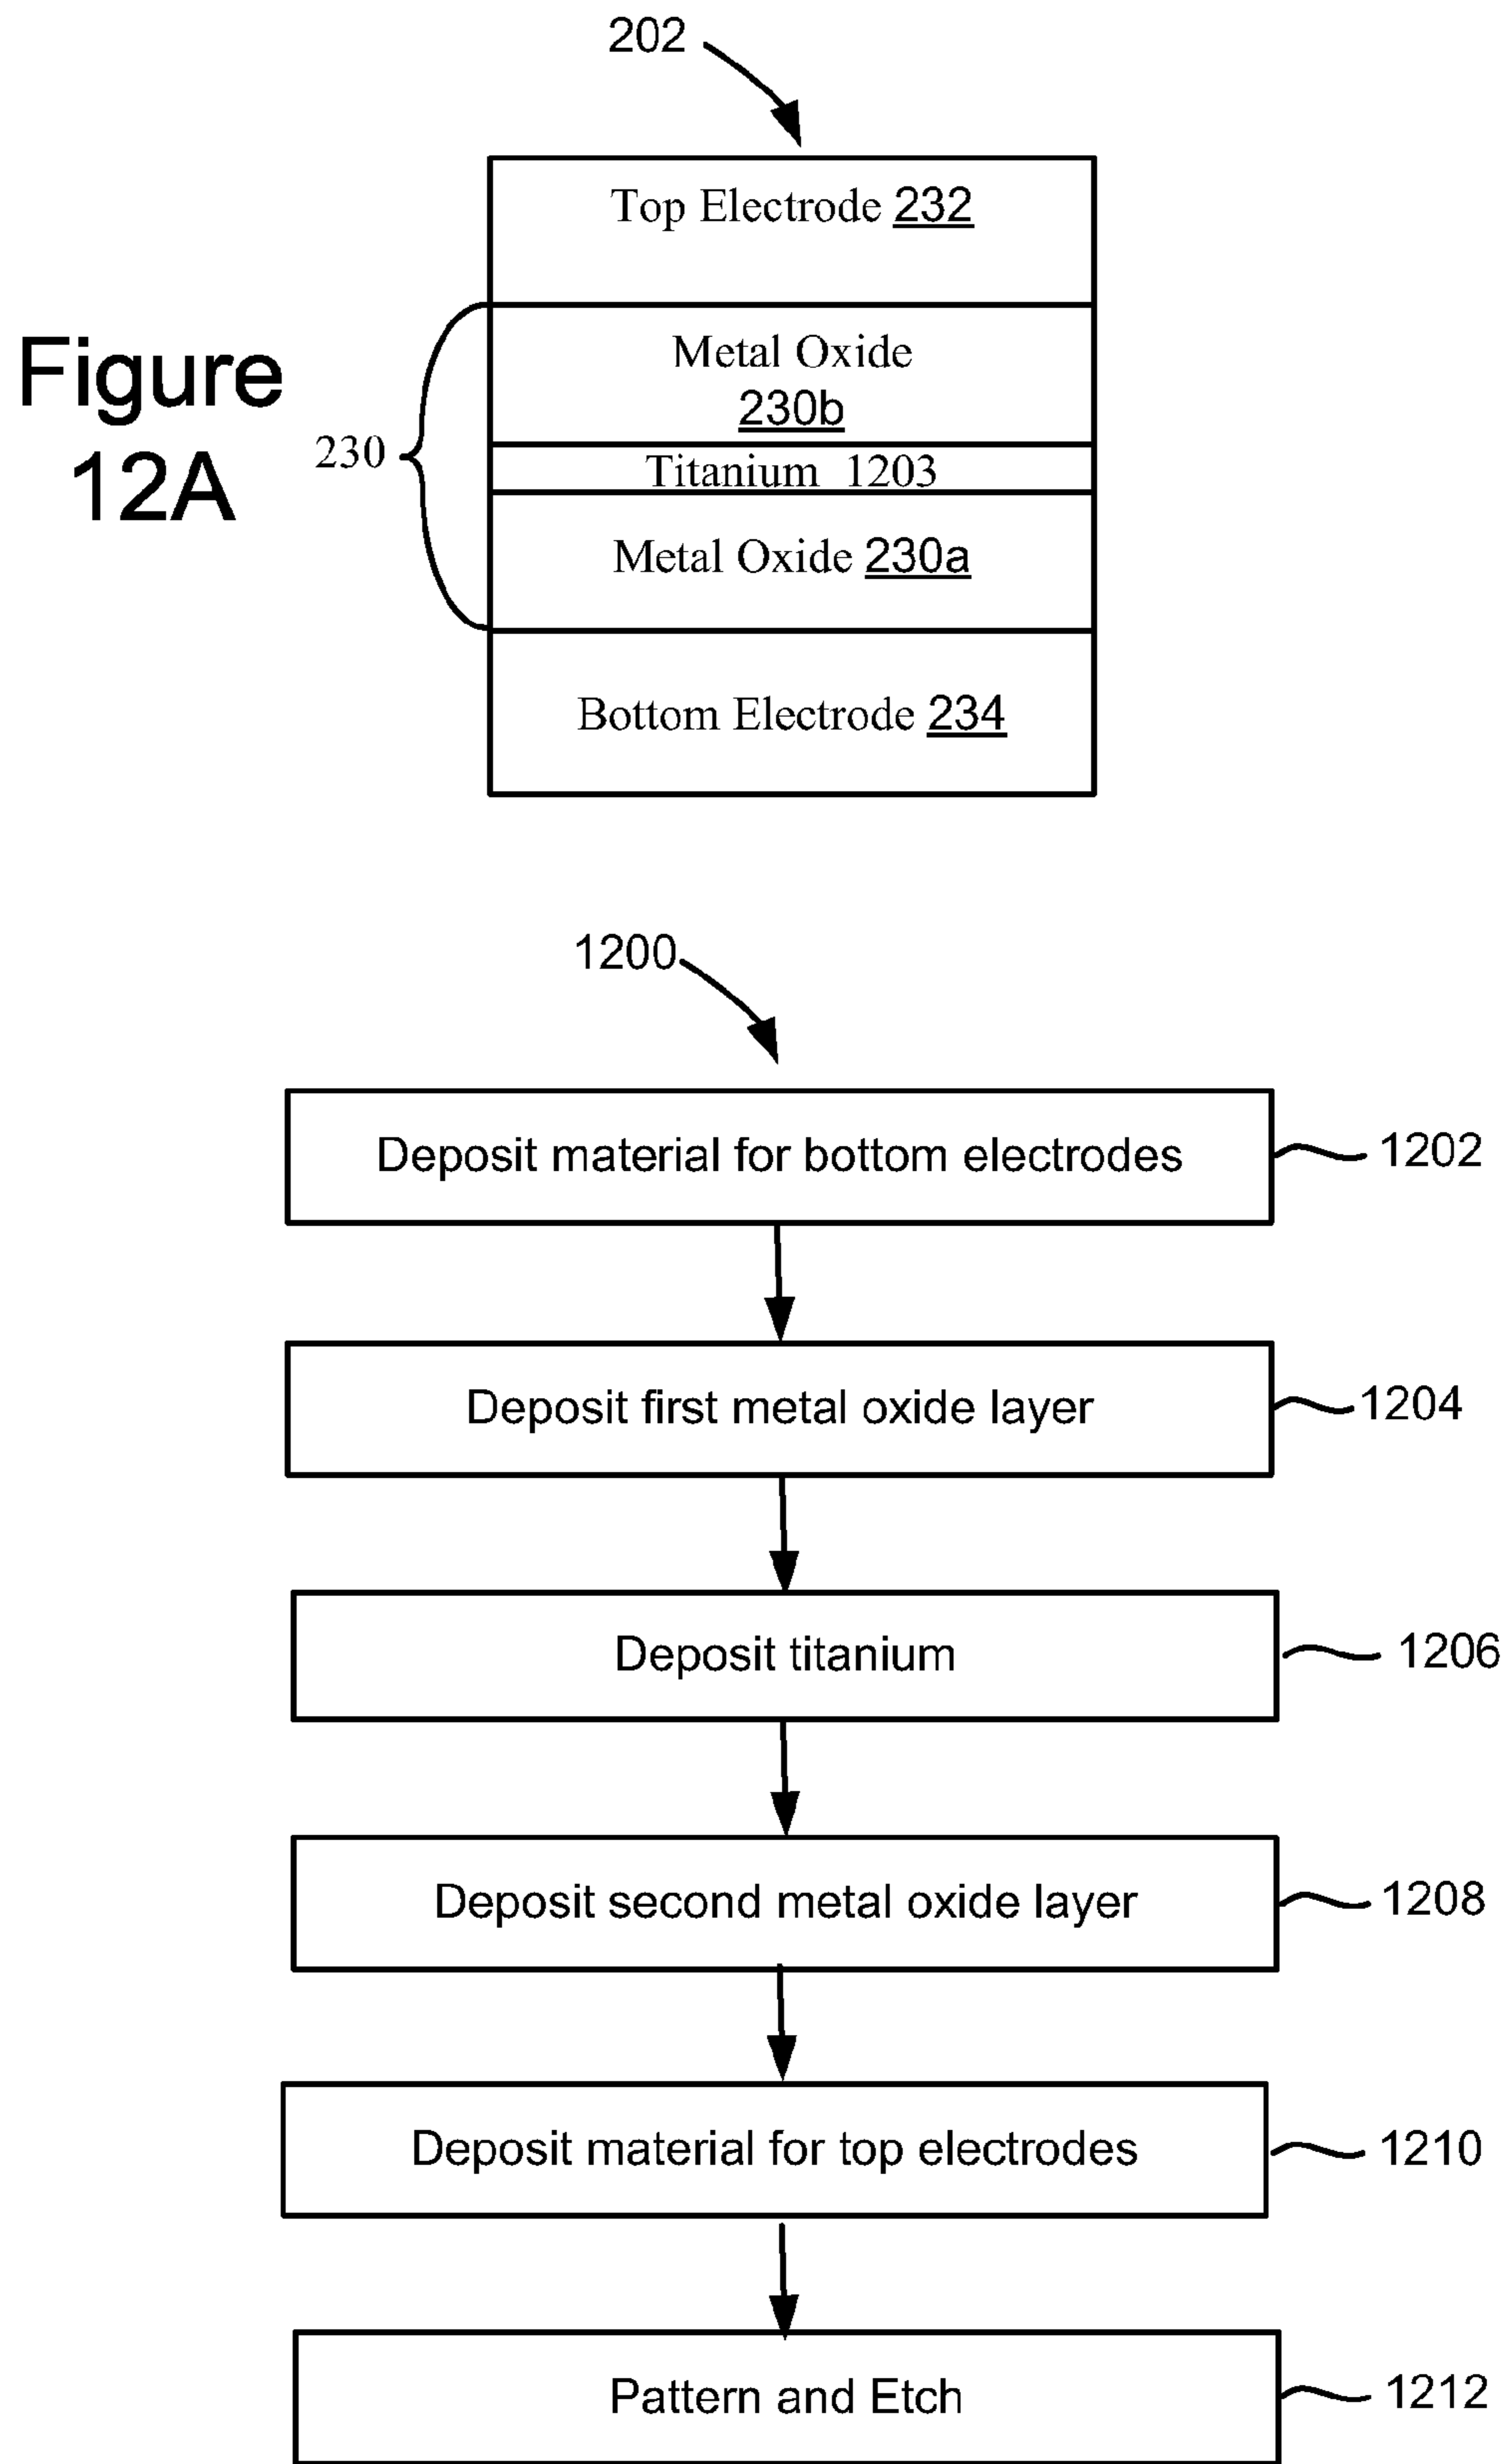 202
Top Electrode 232
Figure
12A
230
Metal Oxide
230b
Titanium 1203
Metal Oxide 230a
Bottom Electrode 234
1200
Deposit material for bottom electrodes
1202
Deposit first metal oxide layer
1204
Deposit titanium
1206
Deposit second metal oxide layer
1208
Deposit material for top electrodes
1210
Pattern and Etch
1212